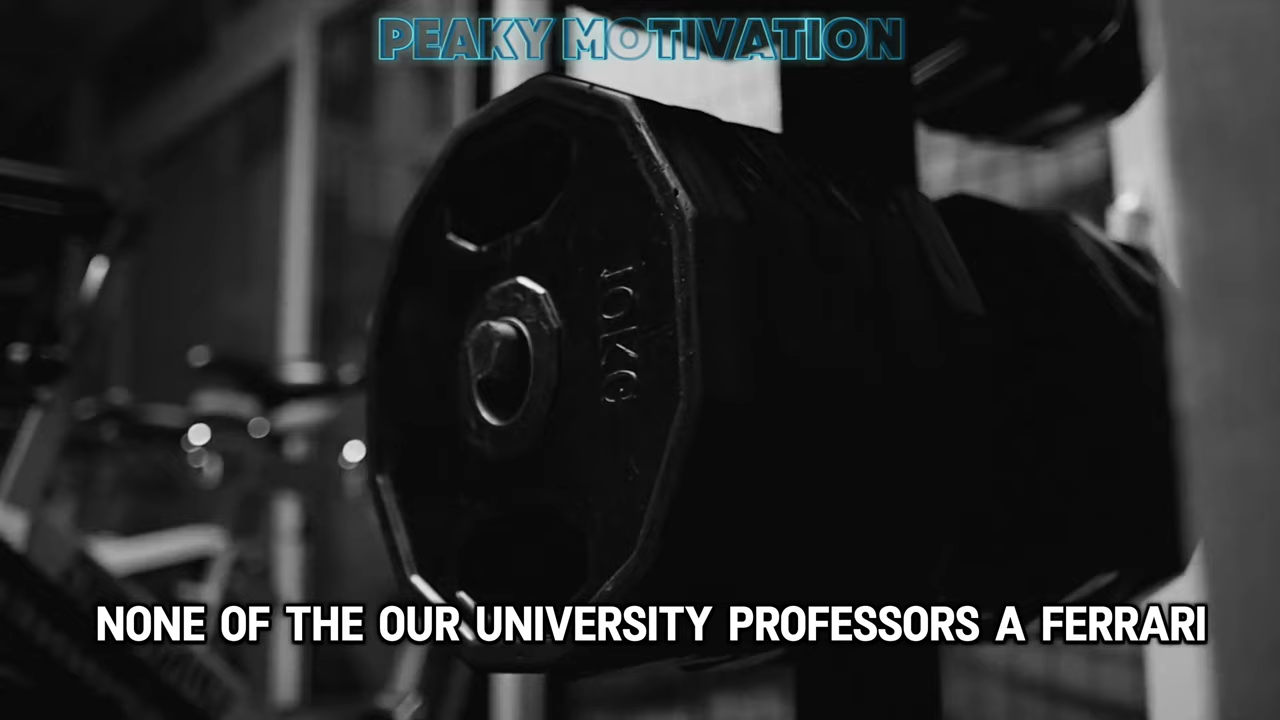 PEAKY MOTIVATION
10KG
NONE OF THE OUR UNIVERSITY PROFESSORS A FERRARI